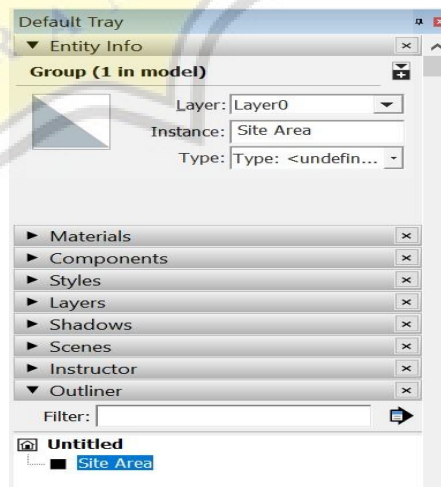 Default Tray
Entity Info
Group (1 in model)
Layer: Layer0
Instance: Site Area
Type: Type: <undefin...
Materials
Components
Styles
Layers
Shadows
Scenes
Instructor
Outliner
Filter:
Untitled
Site Area